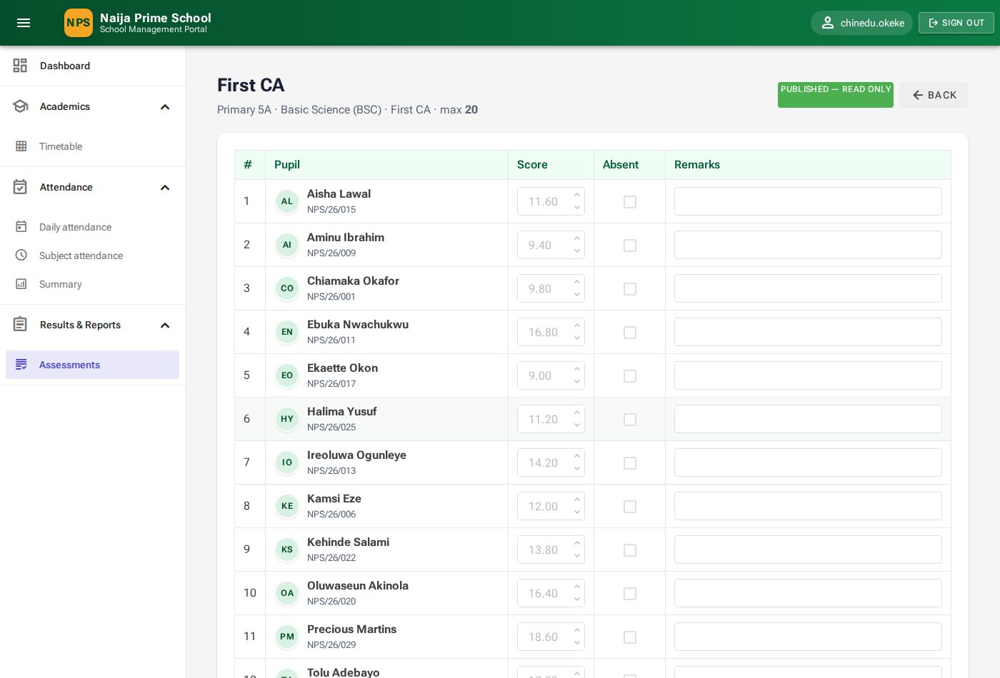 NPS
Naija Prime School
School Management Portal
chinedu.okeke
SIGN OUT
Dashboard
Academics
Timetable
Attendance
Daily attendance
Subject attendance
Summary
Results & Reports
Assessments
First CA
Primary 5A · Basic Science (BSC) · First CA · max 20
PUBLISHED — READ ONLY
BACK
# Pupil Score Absent Remarks
1 AL Aisha Lawal 11.60
NPS/26/015
2 AI Aminu Ibrahim 9.40
NPS/26/009
3 CO Chiamaka Okafor 9.80
NPS/26/001
4 EN Ebuka Nwachukwu 16.80
NPS/26/011
5 EO Ekaette Okon 9.00
NPS/26/017
6 HY Halima Yusuf 11.20
NPS/26/025
7 IO Ireoluwa Ogunleye 14.20
NPS/26/013
8 KE Kamsi Eze 12.00
NPS/26/006
9 KS Kehinde Salami 13.80
NPS/26/022
10 OA Oluwaseun Akinola 16.40
NPS/26/020
11 PM Precious Martins 18.60
NPS/26/029
Tolu Adebayo